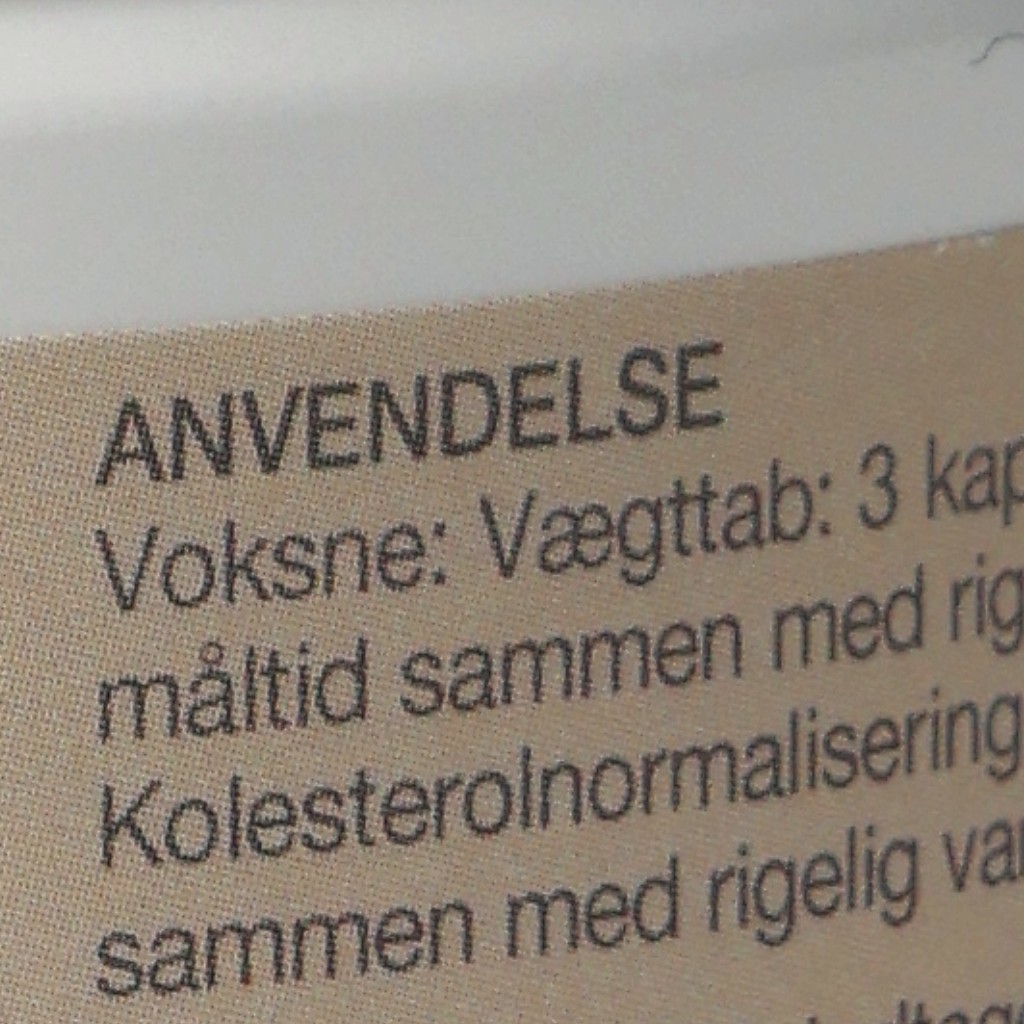 ANVENDELSE
Voksne: Vægttab: 3
måltid sammen med
Kolesterolnormalisering
sammen med rigelig